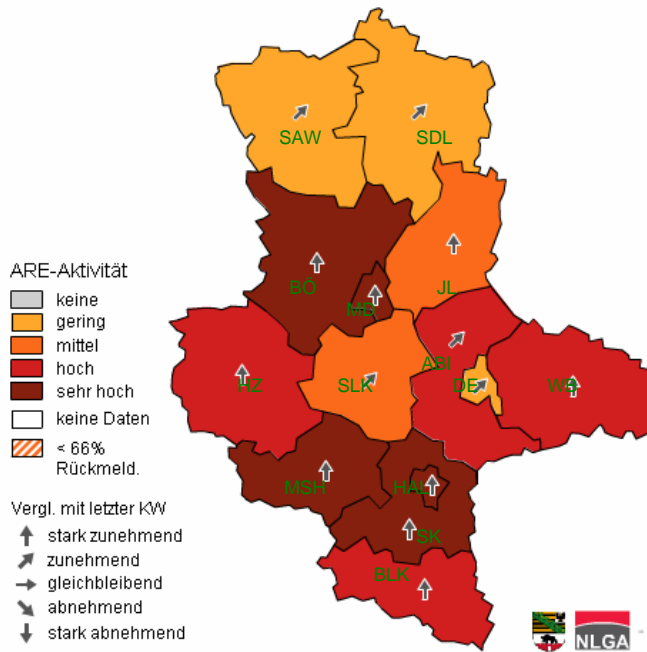 SAW
SDL
BÖ
MD
JL
ARE-Aktivität
keine
gering
mittel
hoch
sehr hoch
keine Daten
< 66%
Rückmeld.
HZ
SLK
ABI
DE
WB
MSH
HAL
SK
BLK
Vergl. mit letzter KW
stark zunehmend
zunehmend
gleichbleibend
abnehmend
stark abnehmend
NLGA